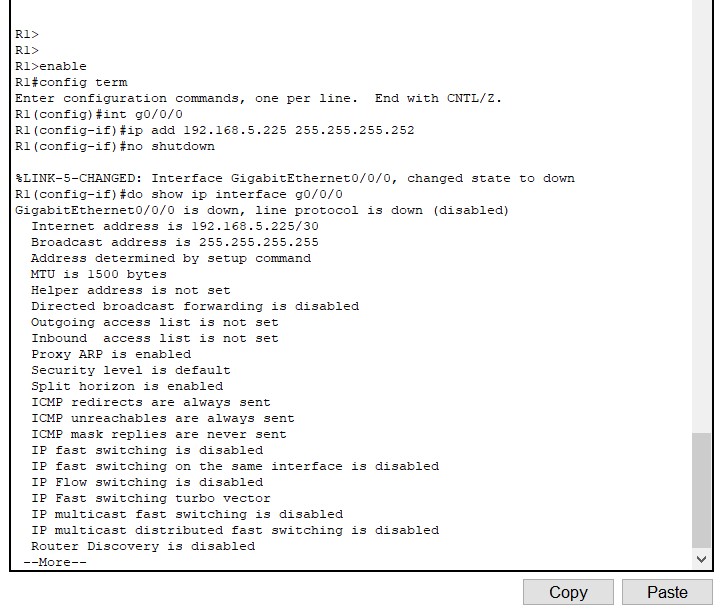 R1>
R1>
R1>enable
R1#config term
Enter configuration commands, one per line.  End with CNTL/Z.
R1(config)#int g0/0/0
R1(config-if)#ip add 192.168.5.225 255.255.255.252
R1(config-if)#no shutdown

%LINK-5-CHANGED: Interface GigabitEthernet0/0/0, changed state to down
R1(config-if)#do show ip interface g0/0/0
GigabitEthernet0/0/0 is down, line protocol is down (disabled)
  Internet address is 192.168.5.225/30
  Broadcast address is 255.255.255.255
  Address determined by setup command
  MTU is 1500 bytes
  Helper address is not set
  Directed broadcast forwarding is disabled
  Outgoing access list is not set
  Inbound  access list is not set
  Proxy ARP is enabled
  Security level is default
  Split horizon is enabled
  ICMP redirects are always sent
  ICMP unreachables are always sent
  ICMP mask replies are never sent
  IP fast switching is disabled
  IP fast switching on the same interface is disabled
  IP Flow switching is disabled
  IP Fast switching turbo vector
  IP multicast fast switching is disabled
  IP multicast distributed fast switching is disabled
  Router Discovery is disabled
 --More--
Copy
Paste